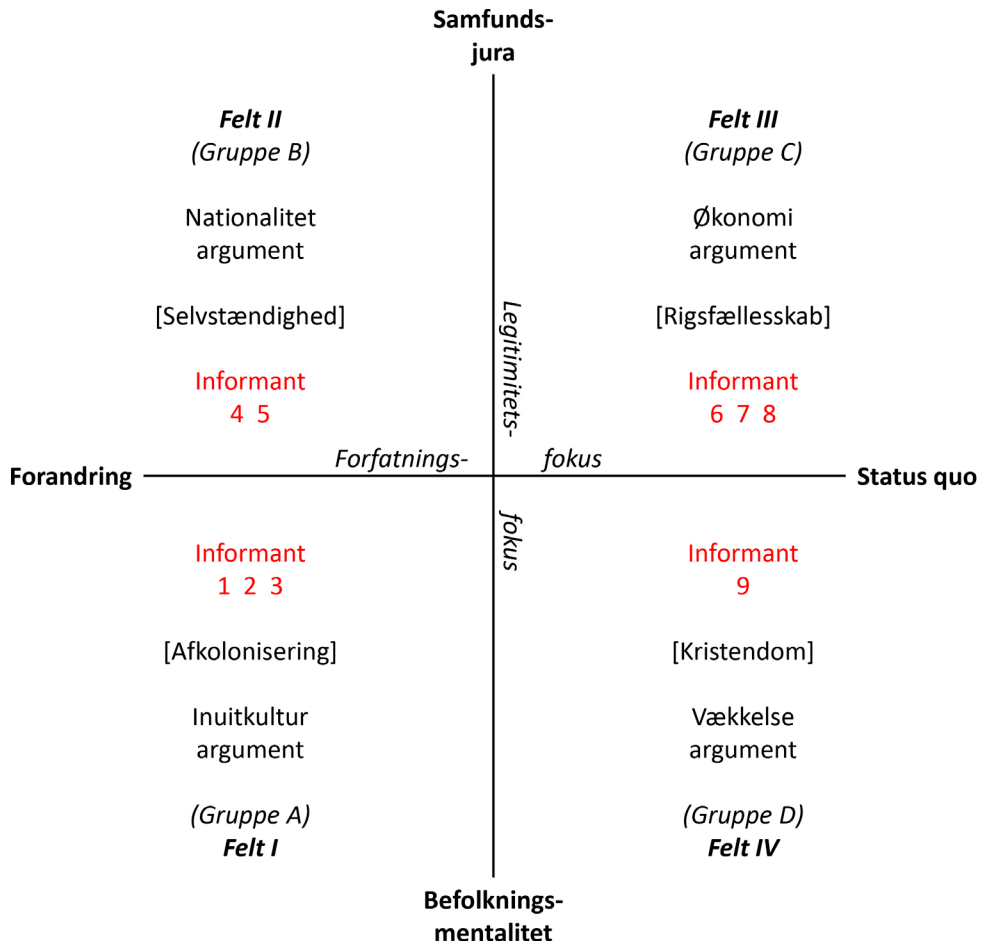 Samfunds-
jura
Felt II
(Gruppe B)
Nationalitet
argument
[Selvstændighed]
Informant
4 5
Felt III
(Gruppe C)
Økonomi
argument
[Rigsfællesskab]
Informant
6 7 8
Legitimitets-
fokus
Forandring
Forfatnings- fokus
Status quo
Informant
1 2 3
[Afkolonisering]
Inuitkultur
argument
(Gruppe A)
Felt I
Informant
9
[Kristendom]
Vækkelse
argument
(Gruppe D)
Felt IV
Befolknings-
mentalitet